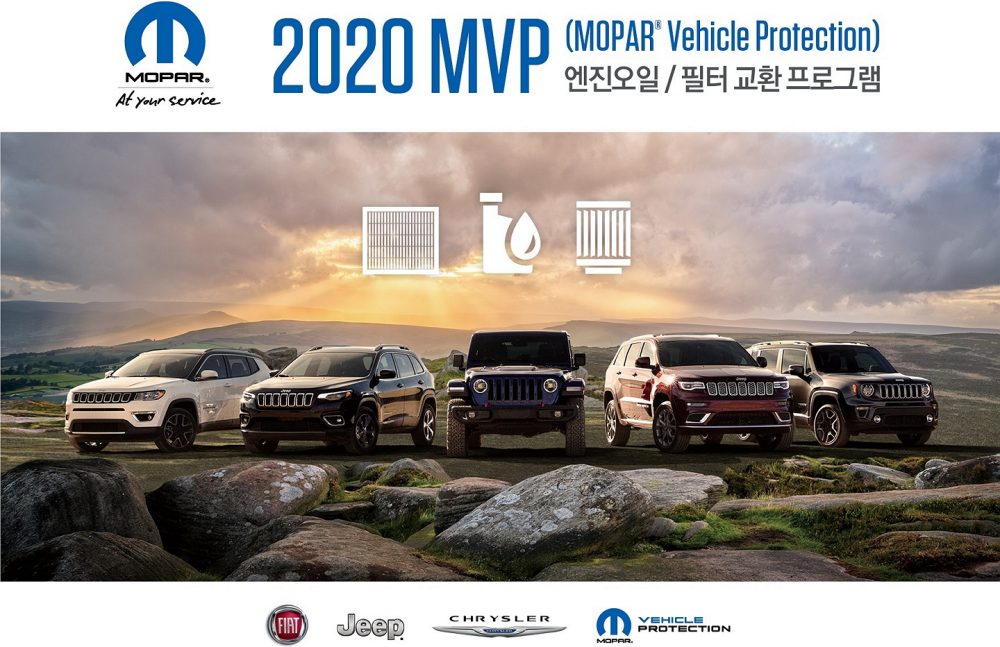 MOPAR®
At your service
2020 MVP
(MOPAR® Vehicle Protection)
엔진오일 / 필터 교환 프로그램
Jeep
FIAT
Jeep
CHRYSLER
MOPAR
VEHICLE
PROTECTION